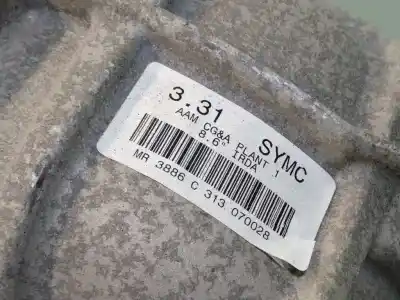 3.31 SYMC
AAM CG&A PLANT 1
8.6" IRDA
MR 3886 C 313 070028